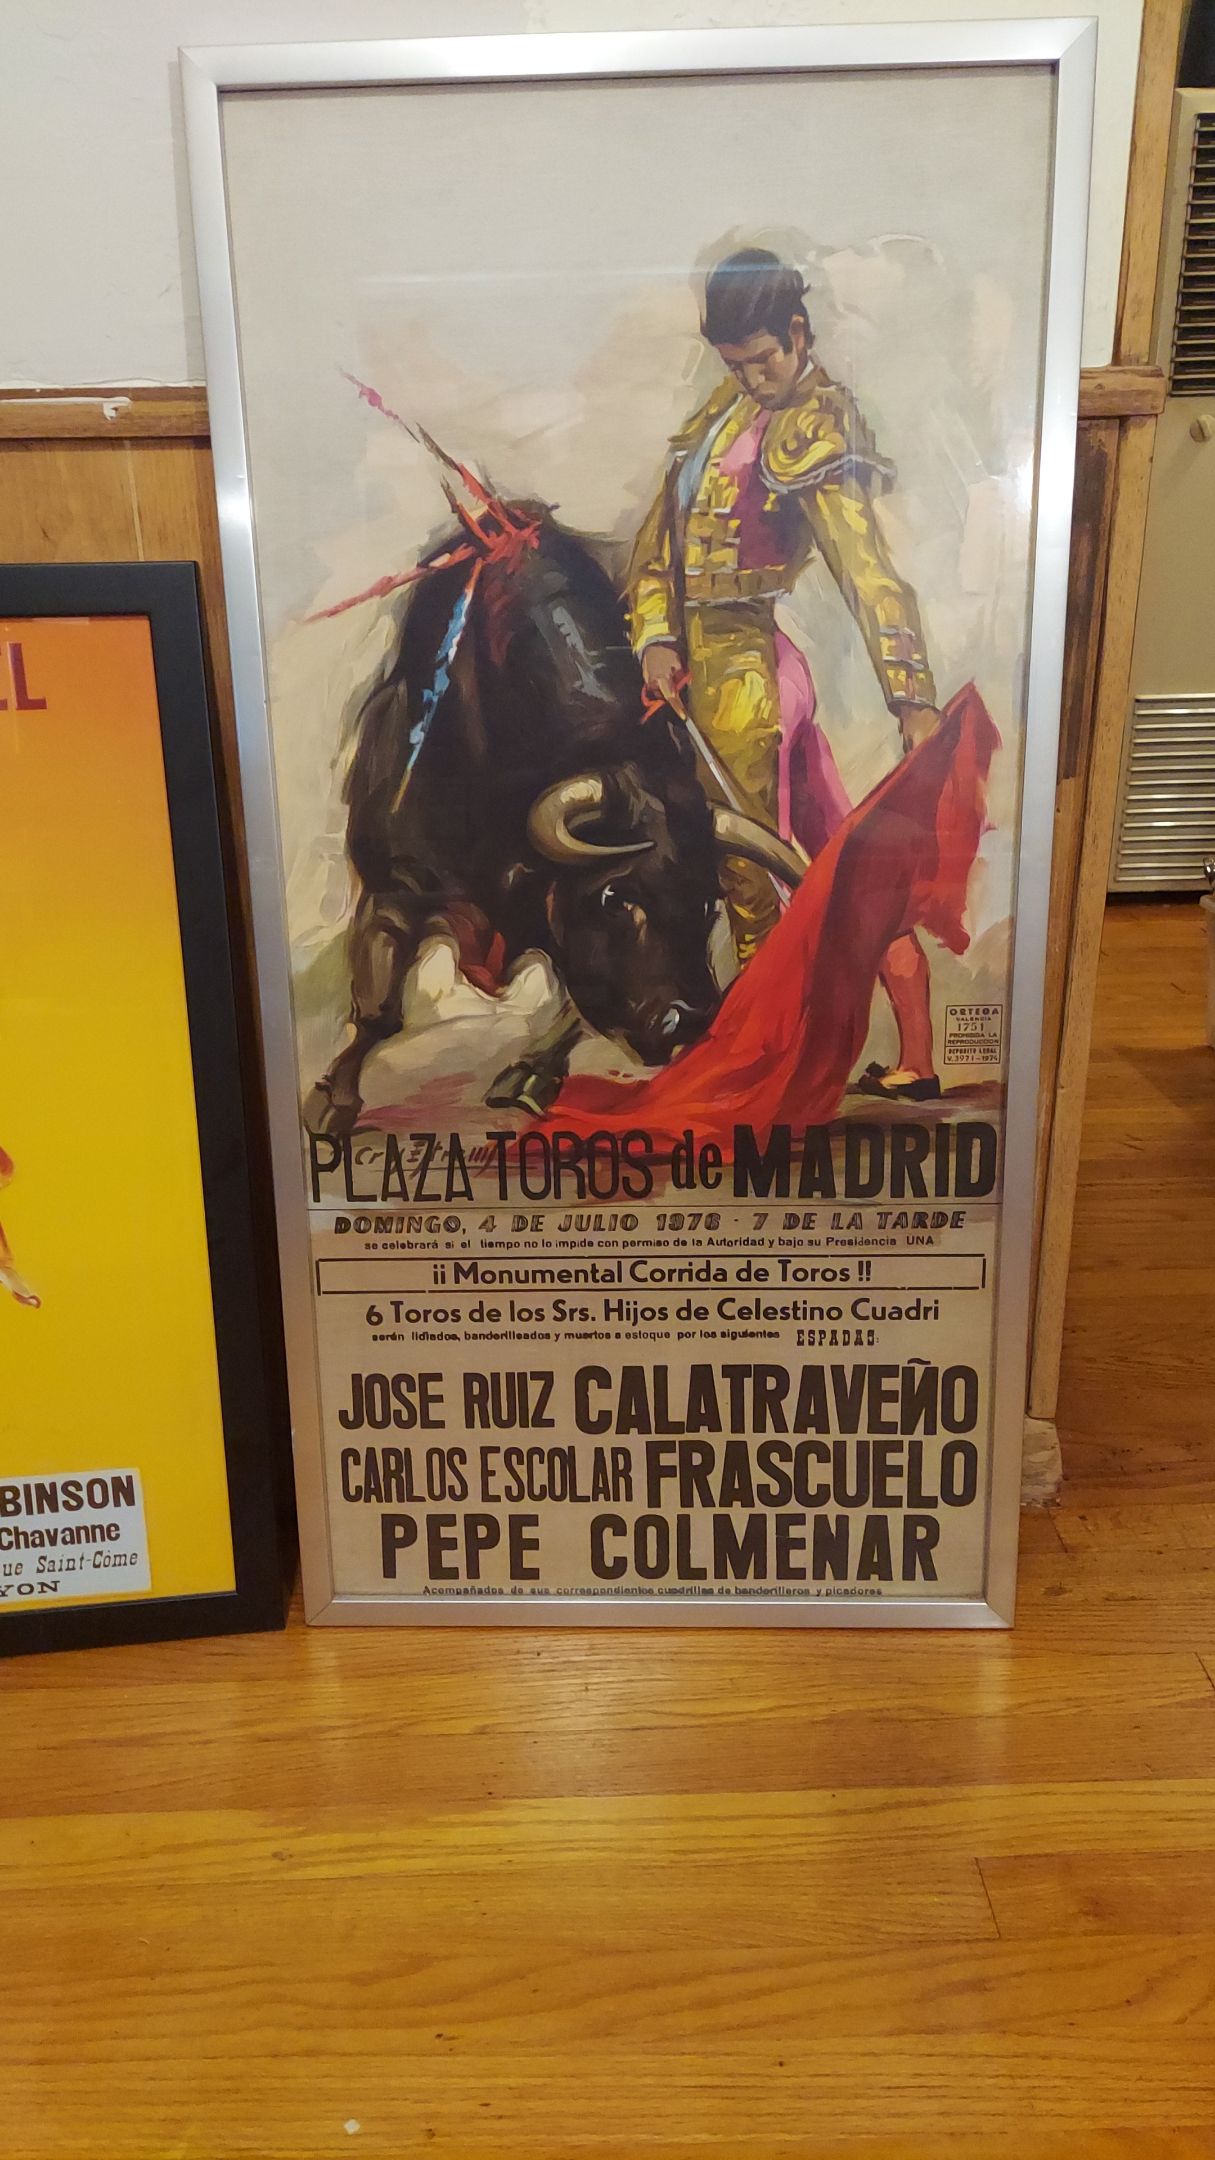 EL
BINSON
Chavanne
ue Saint-Côme
YON
ORTEGA
VALENCIA
1751
PROHIBIDA LA
REPRODUCCION
DEPOSITO LEGAL
V. 3971-1974
PLAZA TOROS de MADRID
DOMINGO, 4 DE JULIO 1976 - 7 DE LA TARDE
se celebrará si el tiempo no lo impide con permiso de la Autoridad y bajo su Presidencia UNA
¡¡ Monumental Corrida de Toros !!
6 Toros de los Srs. Hijos de Celestino Cuadri
serán lidiados, banderilleados y muertos a estoque por los siguientes ESPADAS:
JOSE RUIZ CALATRAVEÑO
CARLOS ESCOLAR FRASCUELO
PEPE COLMENAR
Acompañados de sus correspondientes cuadrillas de banderilleros y picadores